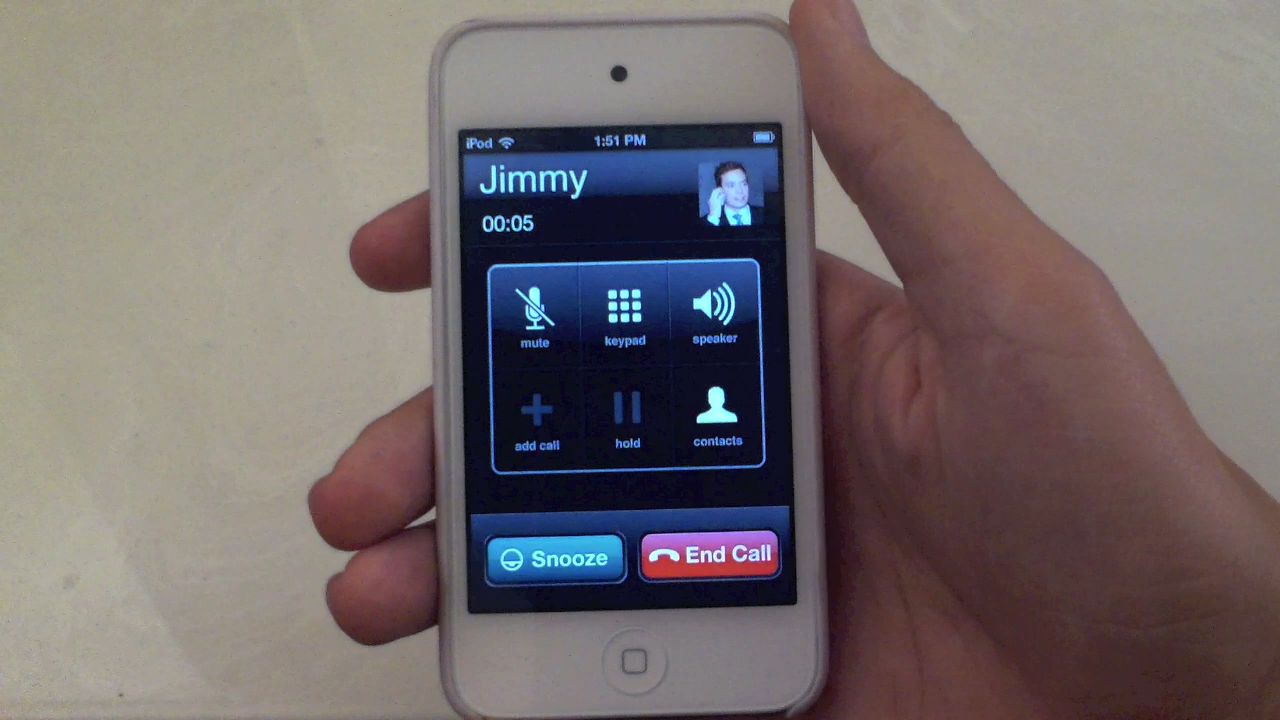 iPod 1:51 PM
Jimmy
00:05
mute keypad speaker
add call hold contacts
Snooze End Call